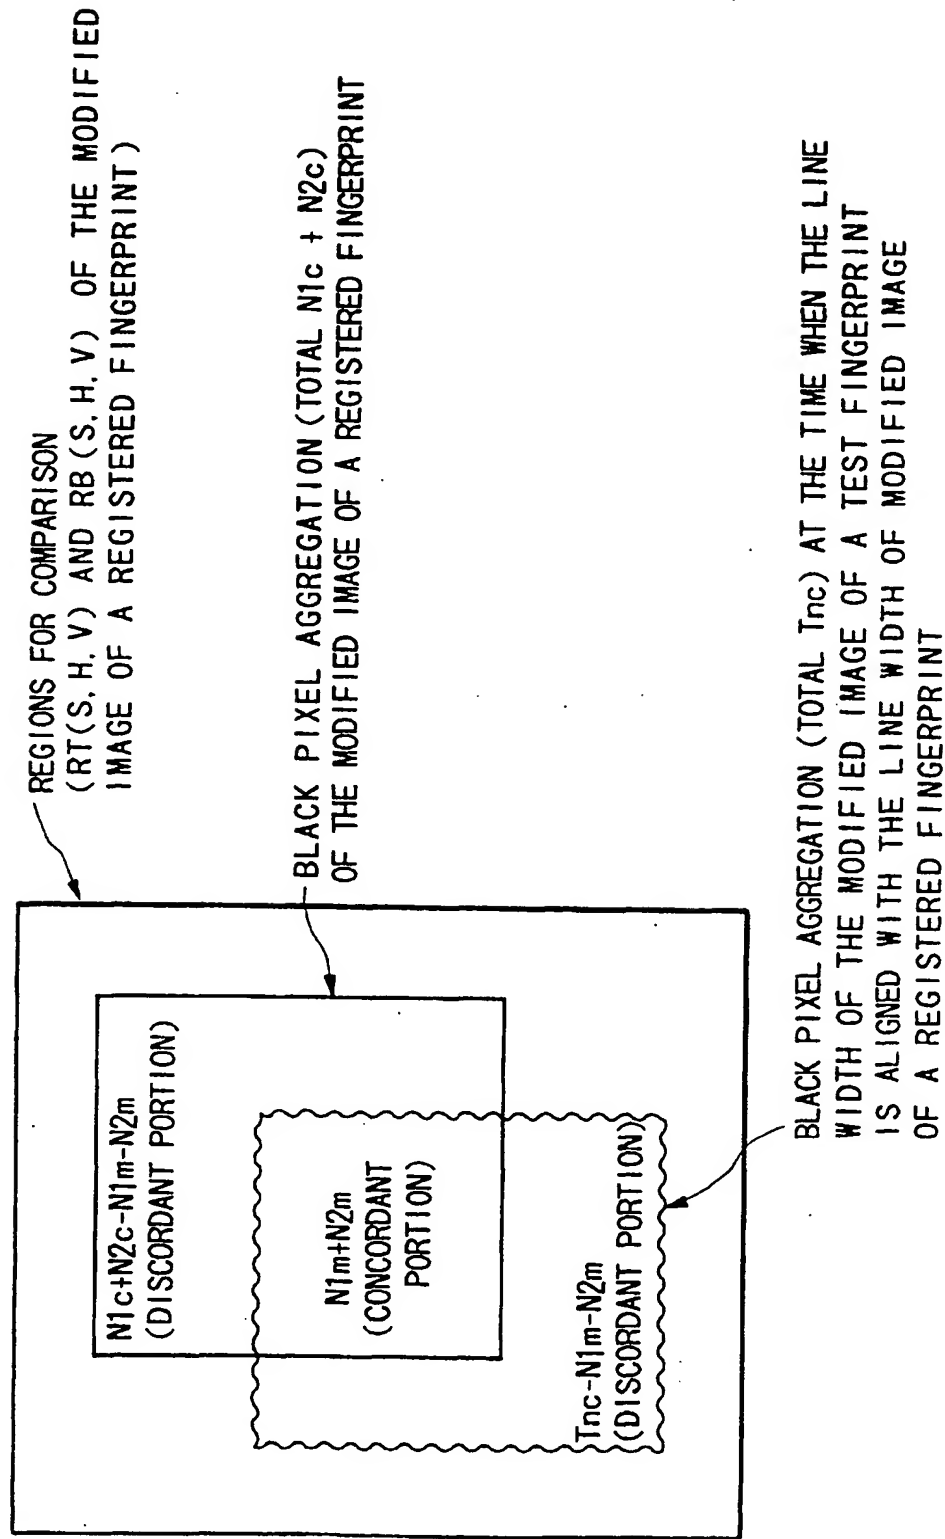 REGIONS FOR COMPARISON
(RT(S, H, V) AND RB (S, H, V) OF THE MODIFIED
IMAGE OF A REGISTERED FINGERPRINT)
BLACK PIXEL AGGREGATION (TOTAL N1c + N2c)
OF THE MODIFIED IMAGE OF A REGISTERED FINGERPRINT
N1c+N2c-N1m-N2m
(DISCORDANT PORTION)
N1m+N2m
(CONCORDANT
PORTION)
Tnc-N1m-N2m
(DISCORDANT PORTION)
BLACK PIXEL AGGREGATION (TOTAL Tnc) AT THE TIME WHEN THE LINE
WIDTH OF THE MODIFIED IMAGE OF A TEST FINGERPRINT
IS ALIGNED WITH THE LINE WIDTH OF MODIFIED IMAGE
OF A REGISTERED FINGERPRINT